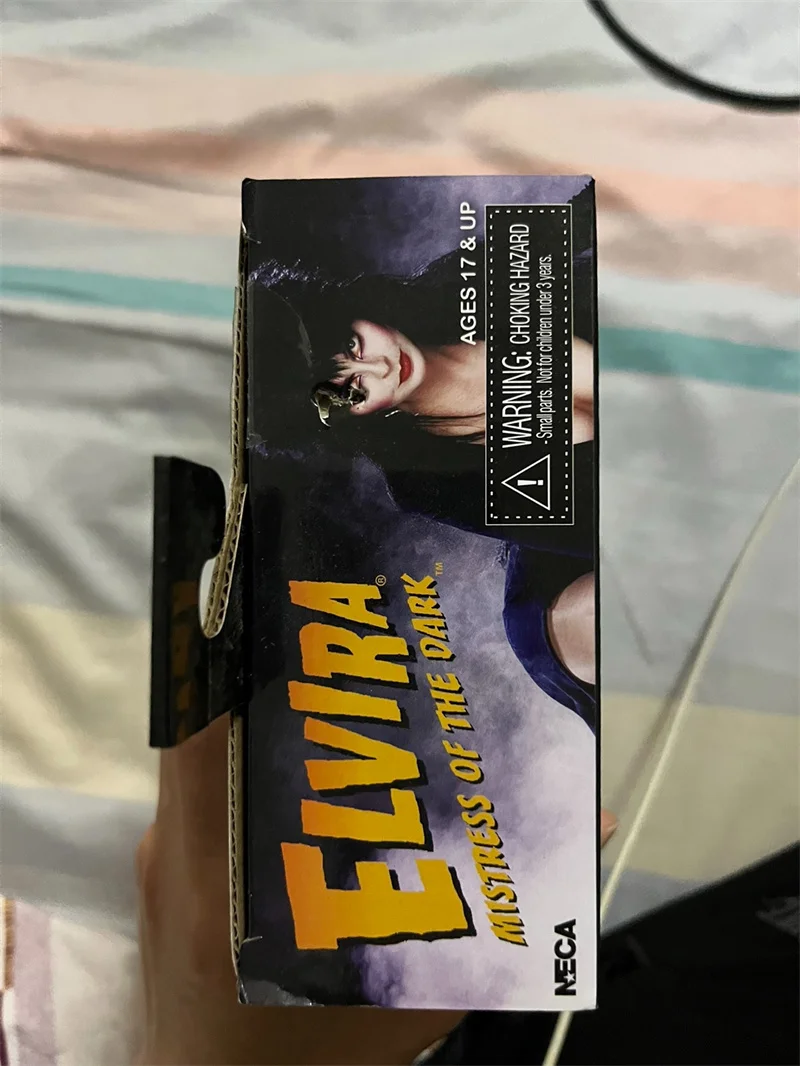 ELVIRA®
MISTRESS OF THE DARK™
AGES 17 & UP
WARNING: CHOKING HAZARD
- Small parts. Not for children under 3 years.
NECA